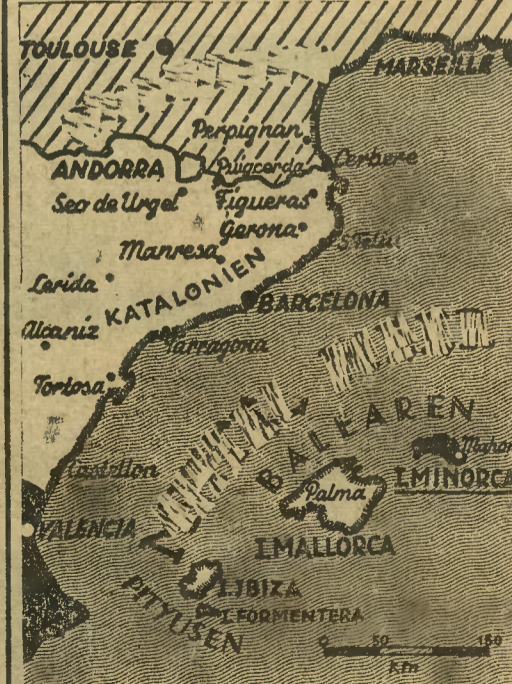 TOULOUSE
MARSEILLE
Perpignan
Cerbere
ANDORRA
Puigcerda
Seo de Urgel
Figueras
Gerona
S. Feliu
Manresa
Lerida
KATALONIEN
BARCELONA
Alcaniz
Tarragona
Tortosa
BALEAREN
Mahon
I.MINORCA
Castellon
Palma
VALENCIA
I.MALLORCA
I.IBIZA
PITYUSEN
I.FORMENTERA
0 50 150
Km